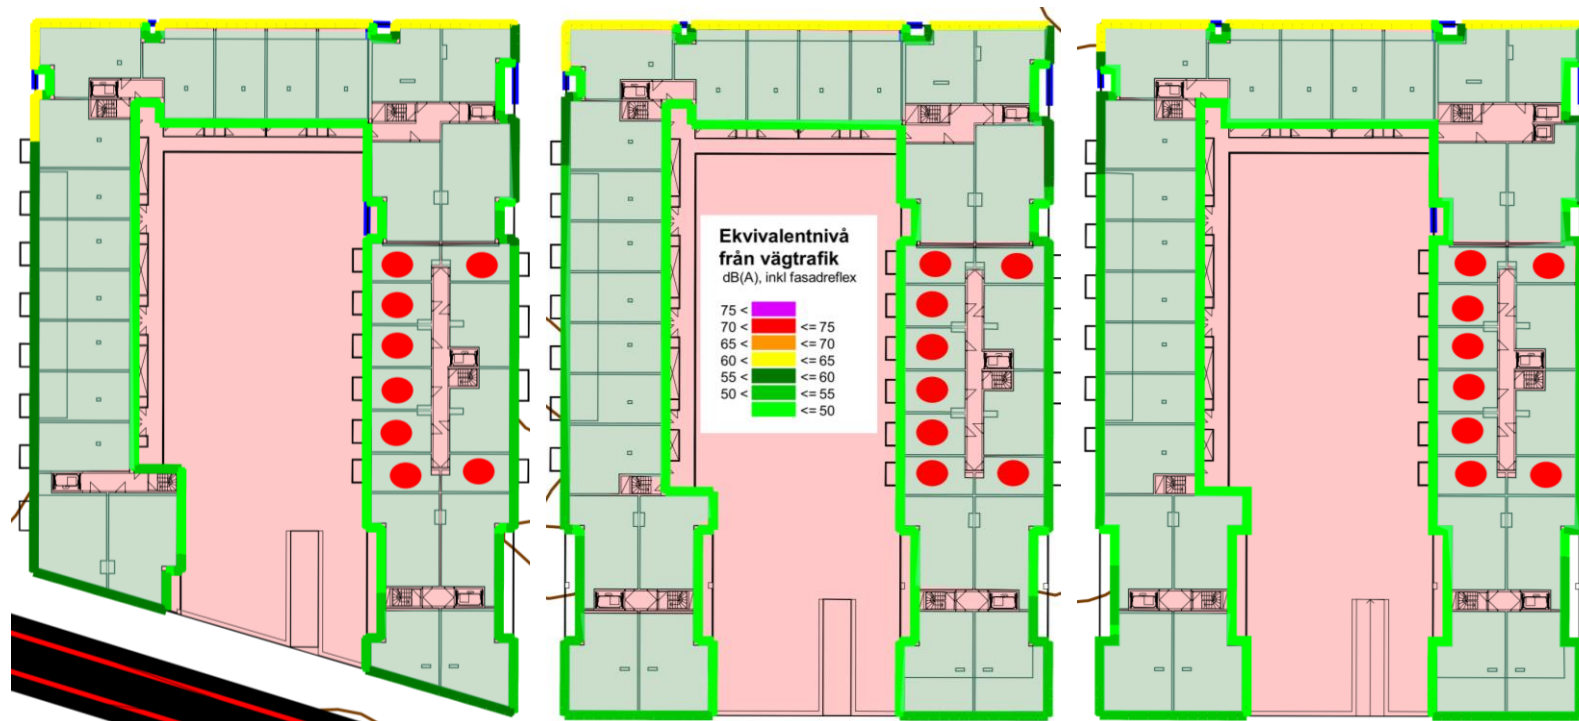 Ekvivalentnivå
från vägtrafik
dB(A), inkl fasadreflex
75 <
70 < <= 75
65 < <= 70
60 < <= 65
55 < <= 60
50 < <= 55
<= 50